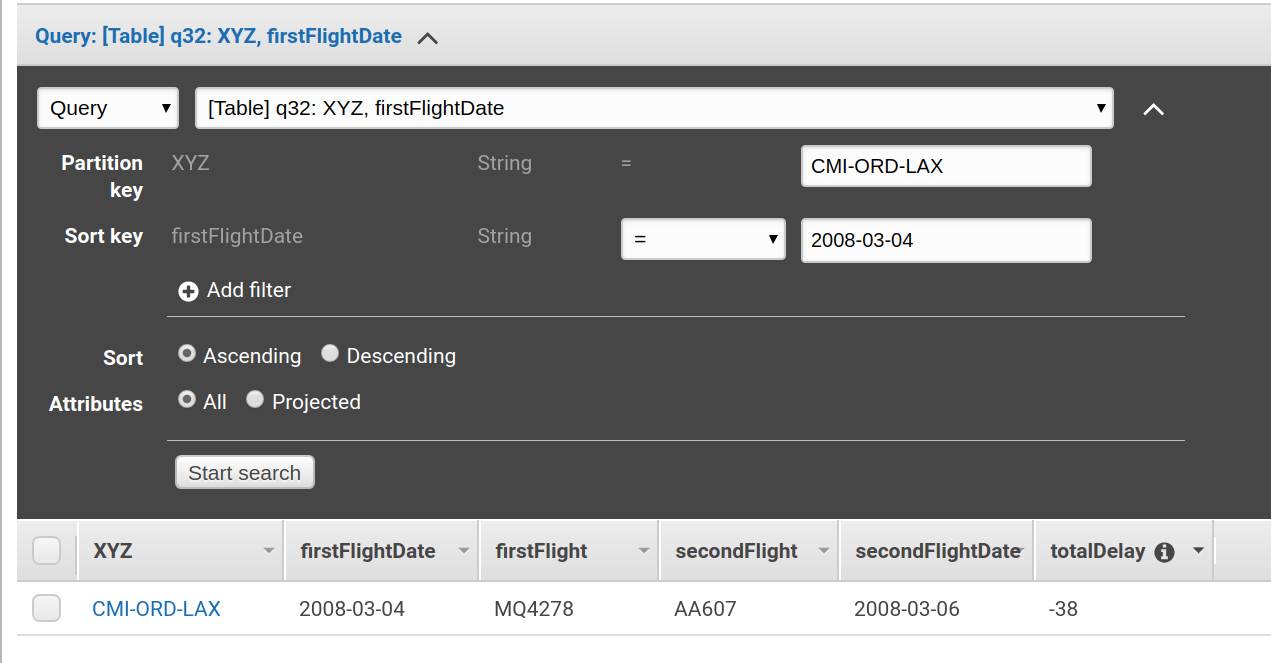 Query: [Table] q32: XYZ, firstFlightDate
Query [Table] q32: XYZ, firstFlightDate
Partition key XYZ String = CMI-ORD-LAX
Sort key firstFlightDate String = 2008-03-04
Add filter
Sort Ascending Descending
Attributes All Projected
Start search
XYZ firstFlightDate firstFlight secondFlight secondFlightDate totalDelay
CMI-ORD-LAX 2008-03-04 MQ4278 AA607 2008-03-06 -38